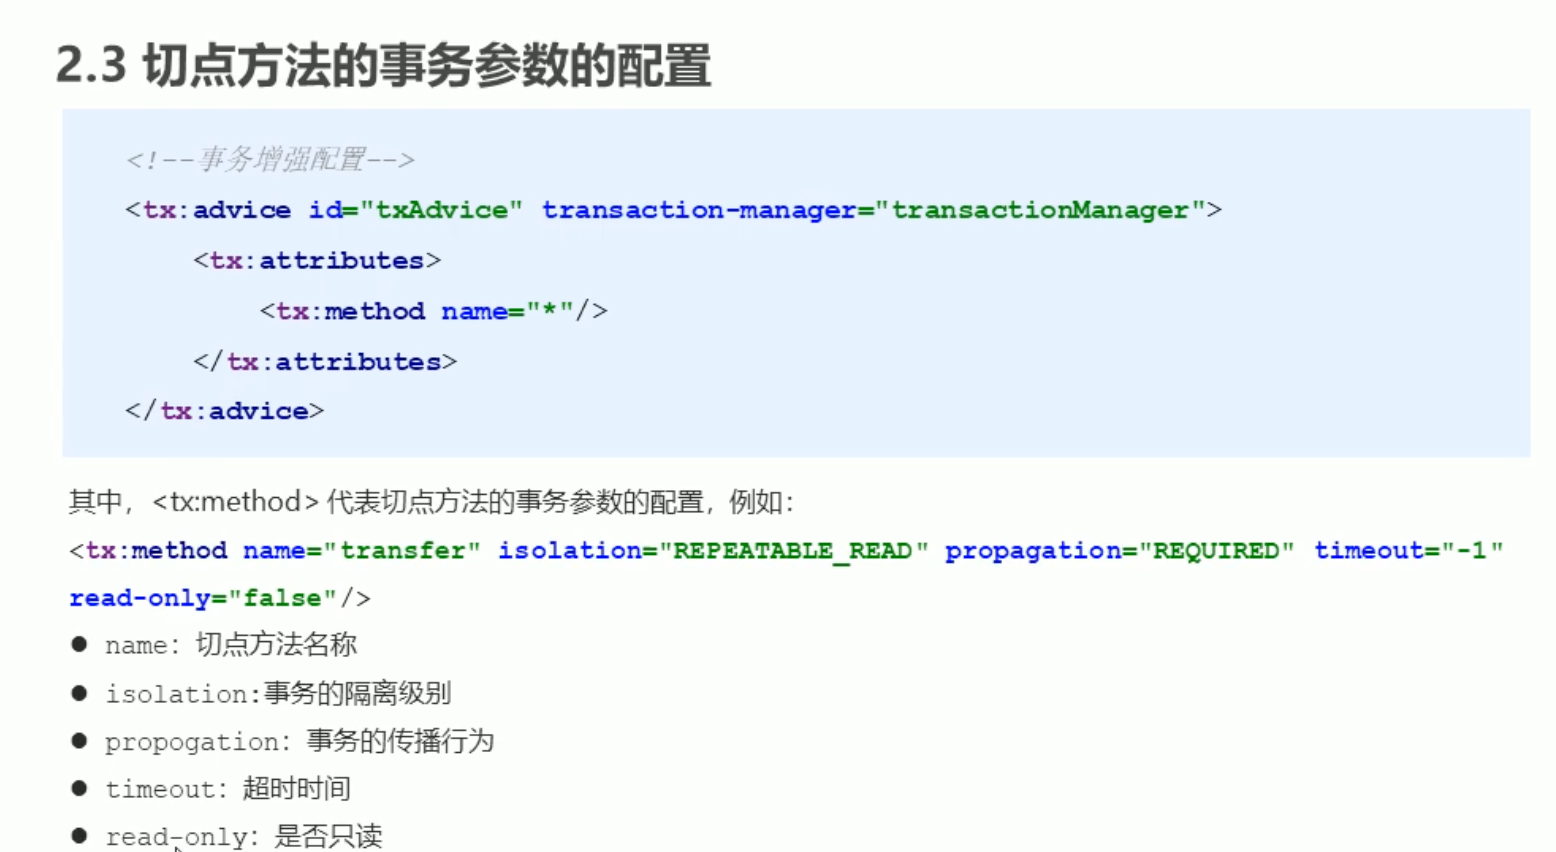 2.3 切点方法的事务参数的配置
<!--事务增强配置-->
<tx:advice id="txAdvice" transaction-manager="transactionManager">
<tx:attributes>
<tx:method name="*"/>
</tx:attributes>
</tx:advice>
其中，<tx:method> 代表切点方法的事务参数的配置，例如：
<tx:method name="transfer" isolation="REPEATABLE_READ" propagation="REQUIRED" timeout="-1"
read-only="false"/>
● name：切点方法名称
● isolation:事务的隔离级别
● propogation：事务的传播行为
● timeout：超时时间
● read-only：是否只读